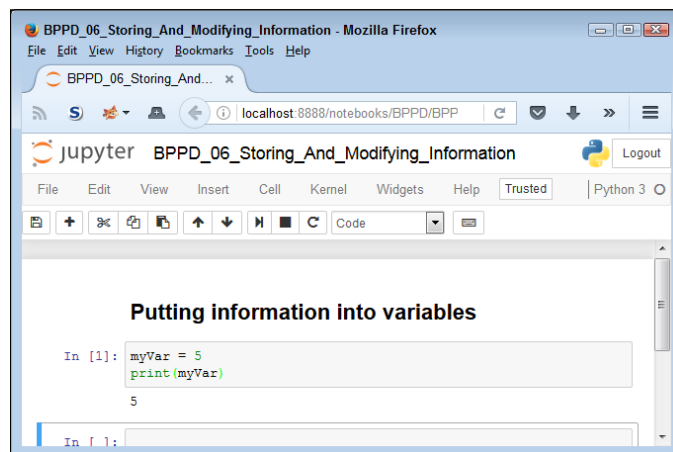 BPPD_06_Storing_And_Modifying_Information - Mozilla Firefox
File Edit View History Bookmarks Tools Help
BPPD_06_Storing_And... ×
S) localhost:8888/notebooks/BPPD/BPP
jupyter BPPD_06_Storing_And_Modifying_Information Logout
File Edit View Insert Cell Kernel Widgets Help Trusted Python 3
Code
Putting information into variables
In [1]: myVar = 5
print(myVar)
5
In [ ]: